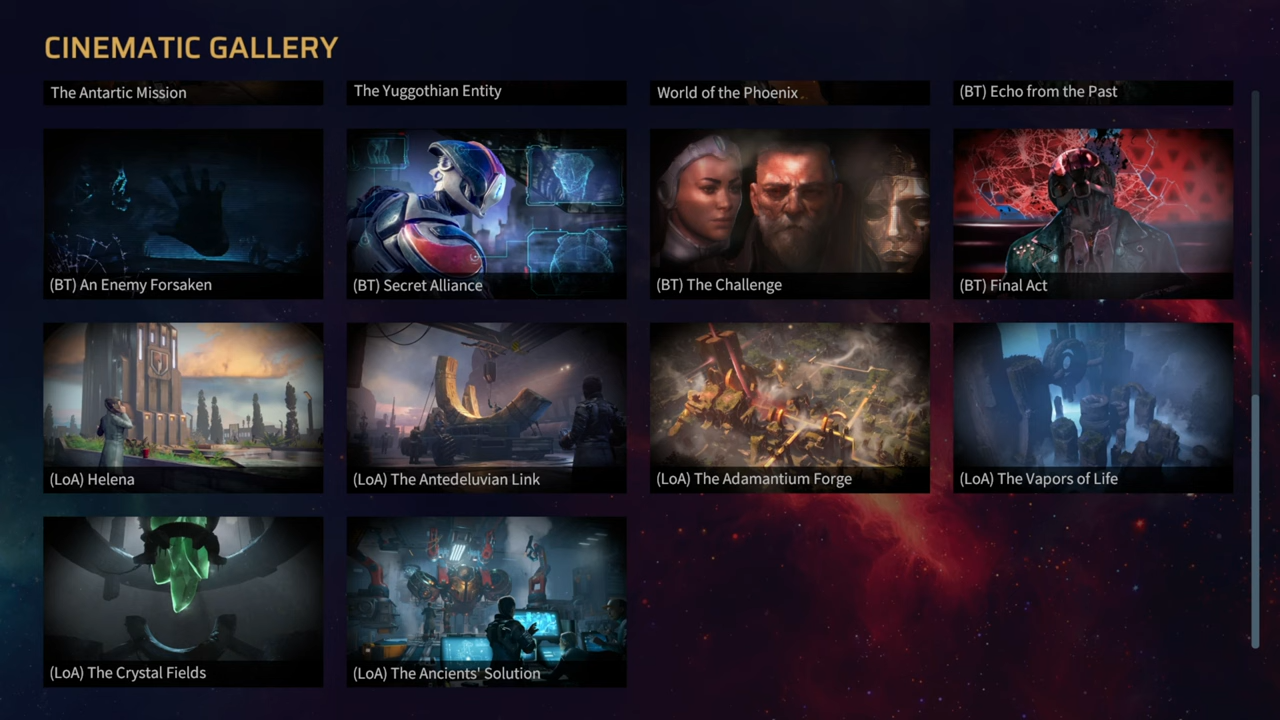 CINEMATIC GALLERY
The Antartic Mission
The Yuggothian Entity
World of the Phoenix
(BT) Echo from the Past
(BT) An Enemy Forsaken
(BT) Secret Alliance
(BT) The Challenge
(BT) Final Act
(LoA) Helena
(LoA) The Antedeluvian Link
(LoA) The Adamantium Forge
(LoA) The Vapors of Life
(LoA) The Crystal Fields
(LoA) The Ancients' Solution